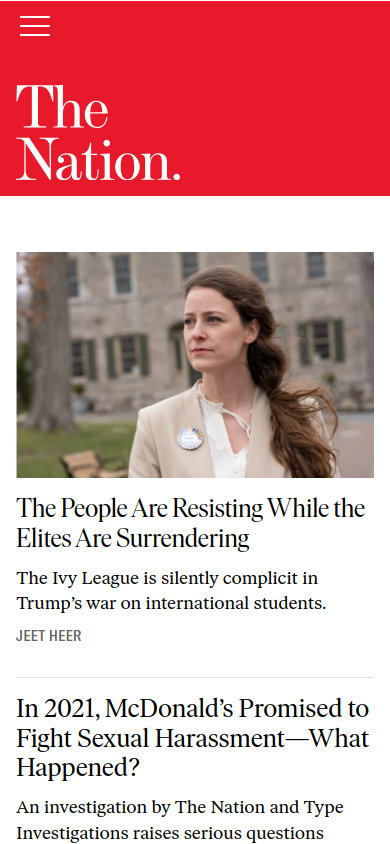 The
Nation.
The People Are Resisting While the
Elites Are Surrendering
The Ivy League is silently complicit in
Trump’s war on international students.
JEET HEER
In 2021, McDonald’s Promised to
Fight Sexual Harassment—What
Happened?
An investigation by The Nation and Type
Investigations raises serious questions